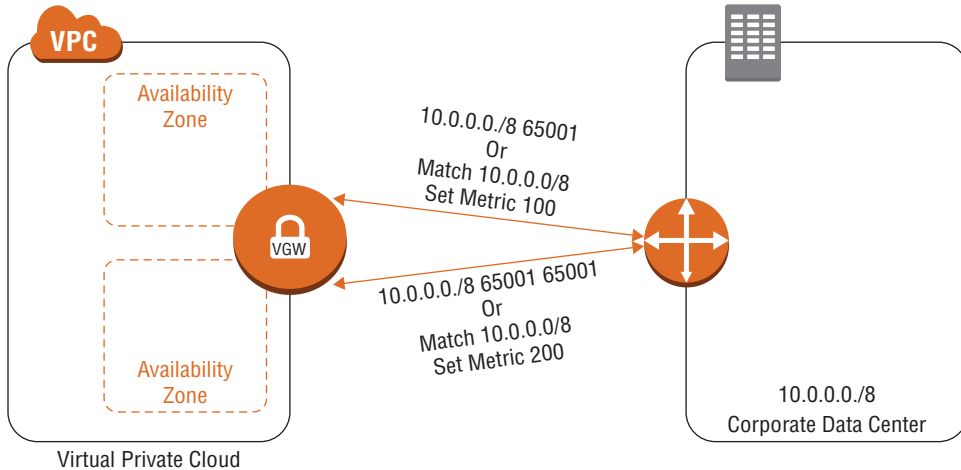 VPC
Availability
Zone
VGW
Availability
Zone
Virtual Private Cloud
10.0.0.0./8 65001
Or
Match 10.0.0.0/8
Set Metric 100
10.0.0.0./8 65001 65001
Or
Match 10.0.0.0/8
Set Metric 200
10.0.0.0./8
Corporate Data Center